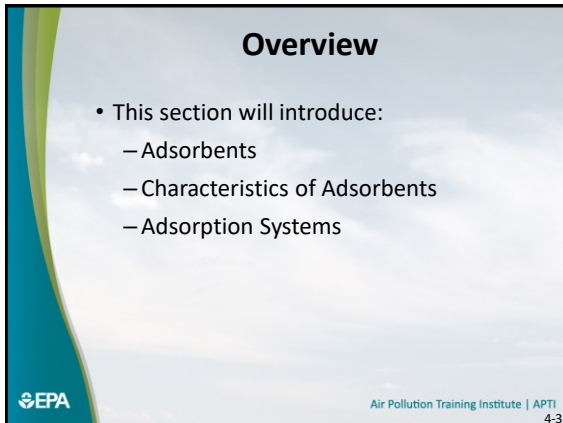 Overview
• This section will introduce:
– Adsorbents
– Characteristics of Adsorbents
– Adsorption Systems
EPA
Air Pollution Training Institute | APTI
4-3